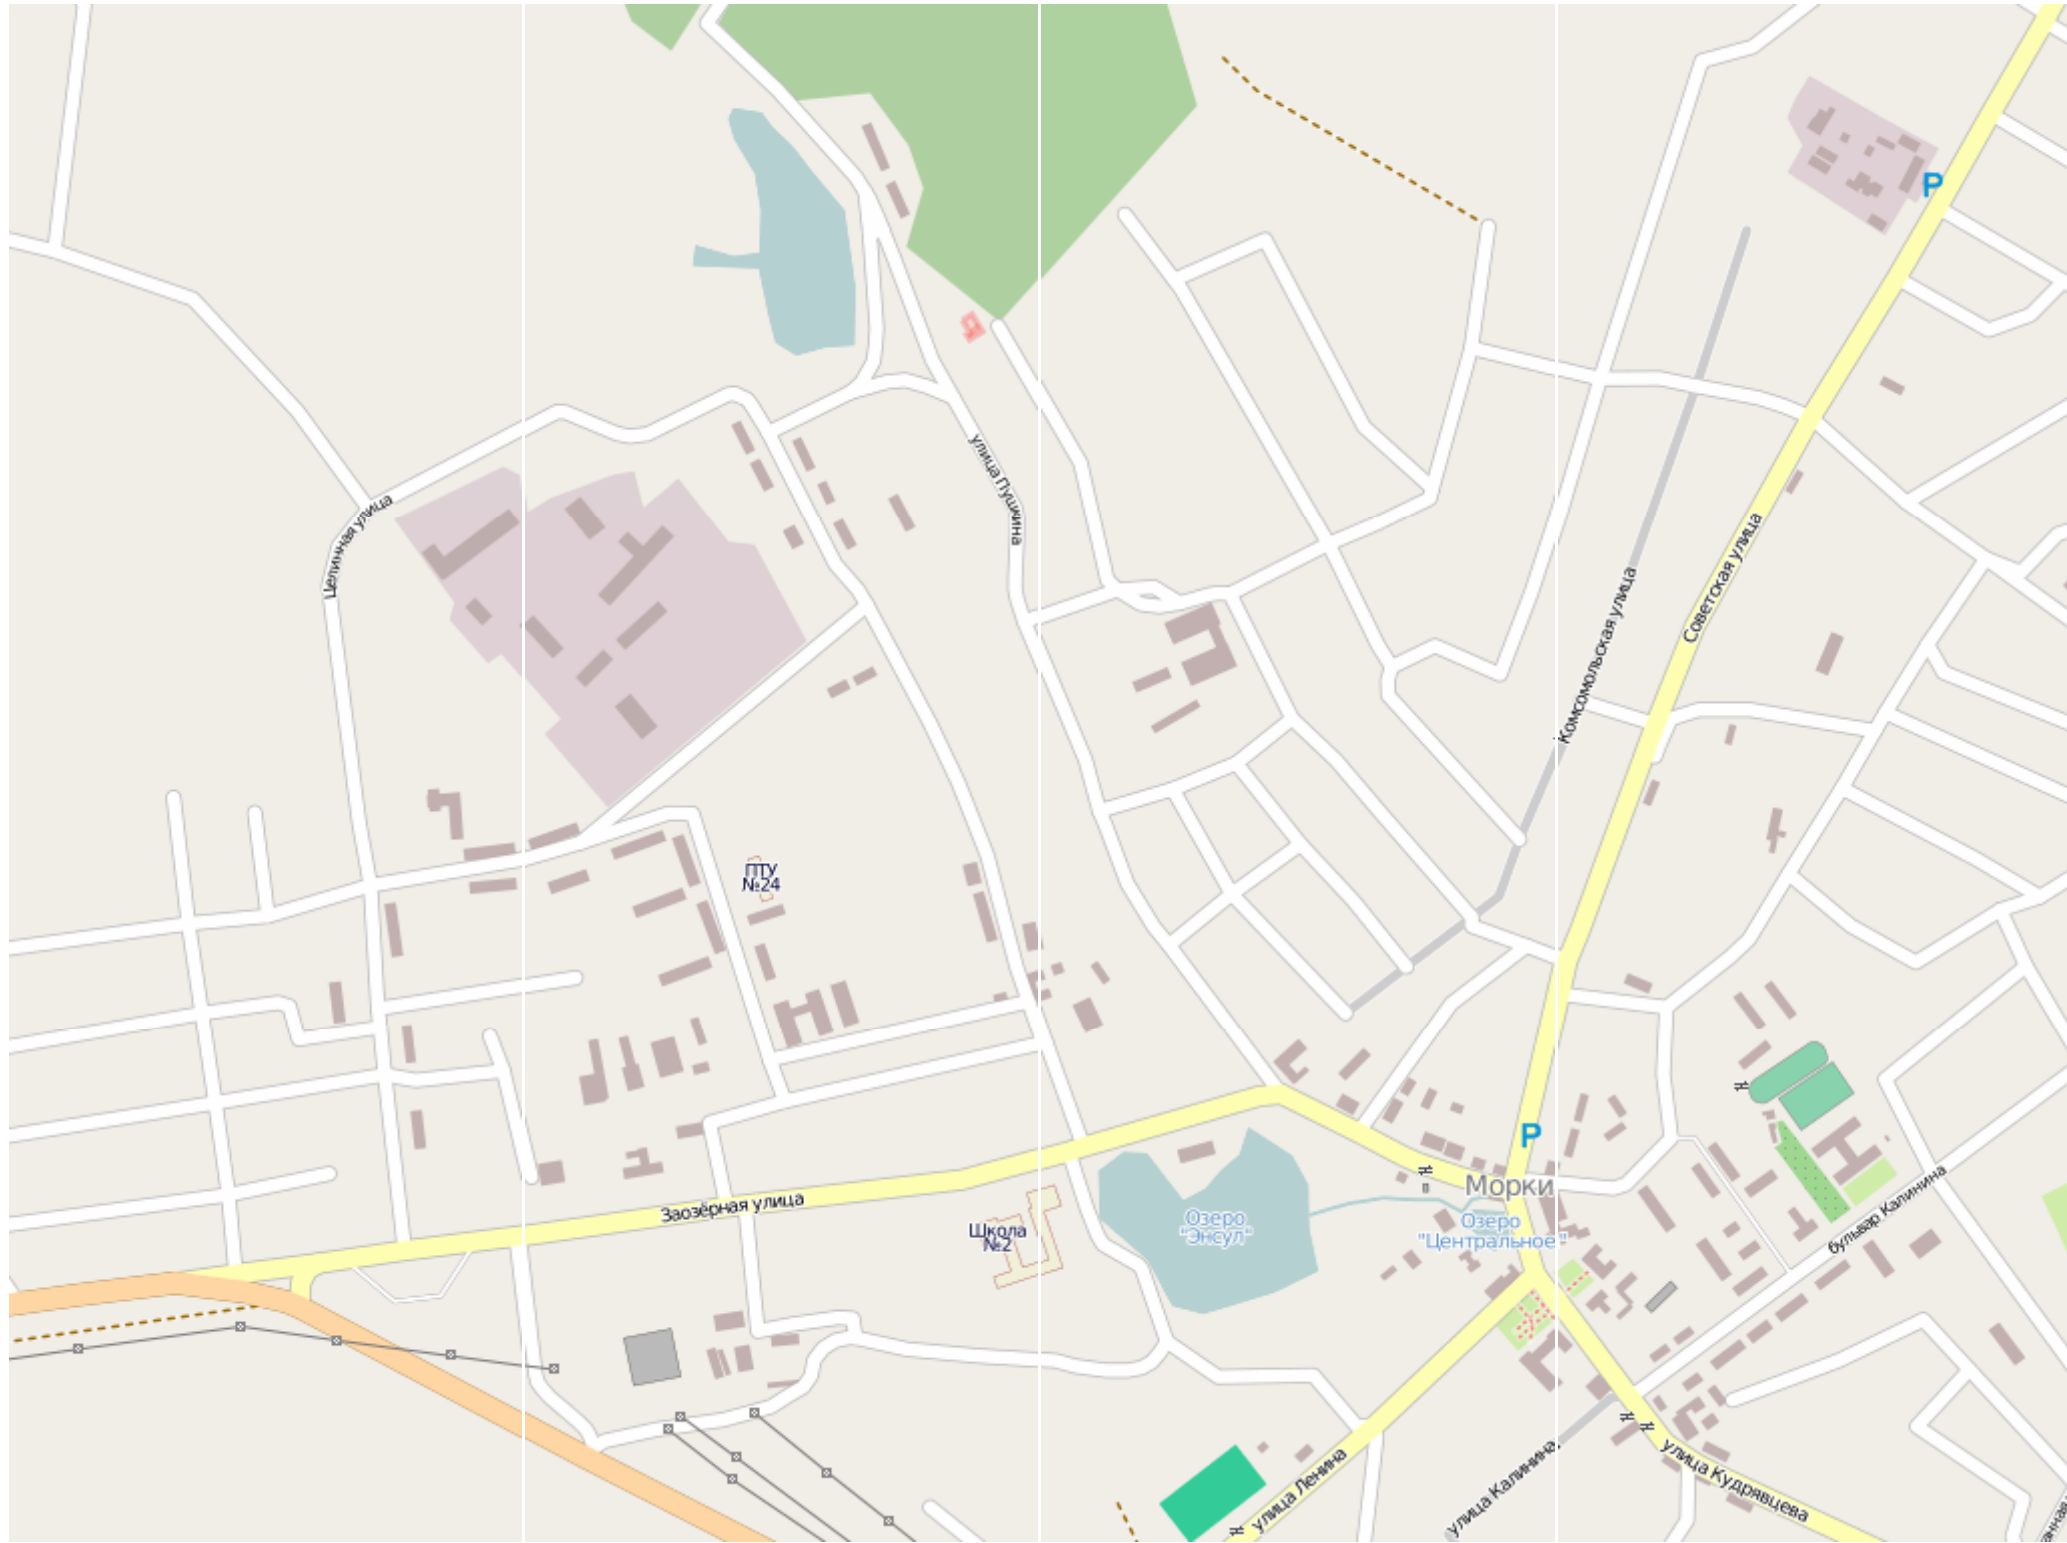 P
улица Пушкина
Целинная улица
Советская улица
Комсомольская улица
ПТУ
№24
P
Морки
Заозёрная улица
Школа
№2
Озеро
"Энсул"
Озеро
"Центральное"
бульвар Калинина
улица Ленина
улица Калинина
улица Кудрявцева